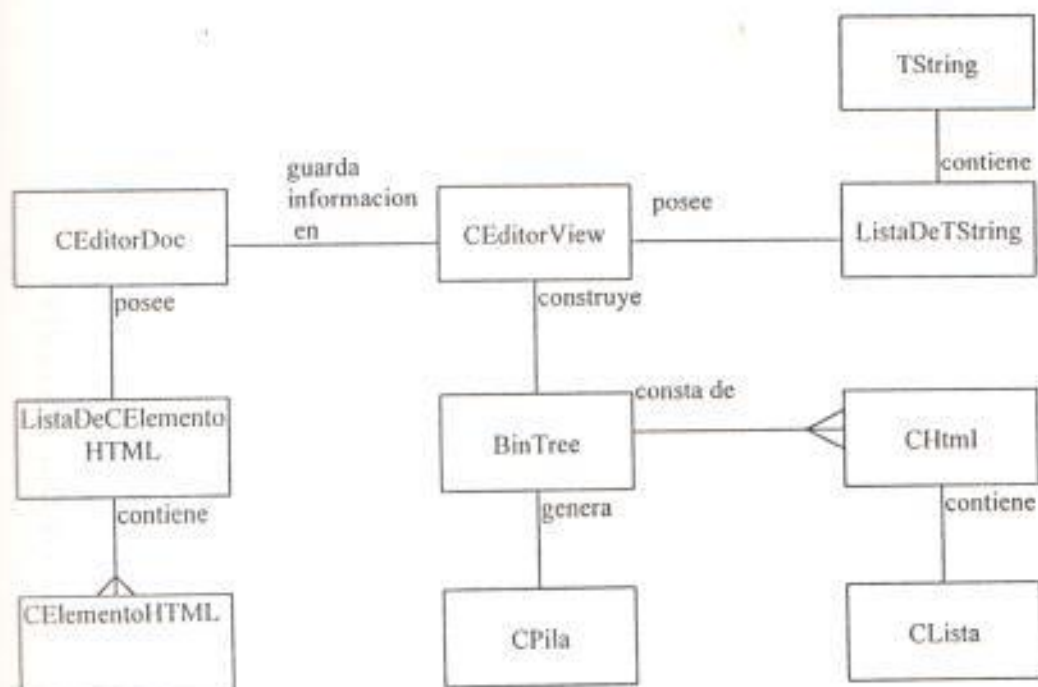 TString
contiene
guarda
informacion
en
CEditorDoc
CEditorView
posee
ListaDeTString
posee
construye
ListaDeCElemento
HTML
BinTree
consta de
CHtml
contiene
genera
contiene
CElementoHTML
CPila
CLista